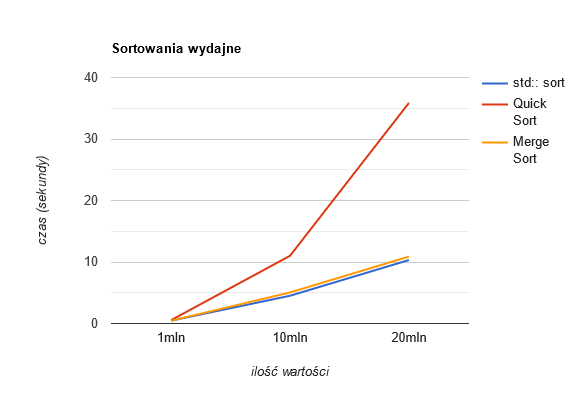 Sortowania wydajne
40
30
20
10
0
czas (sekundy)
1mln
10mln
20mln
ilość wartości
std:: sort
Quick
Sort
Merge
Sort